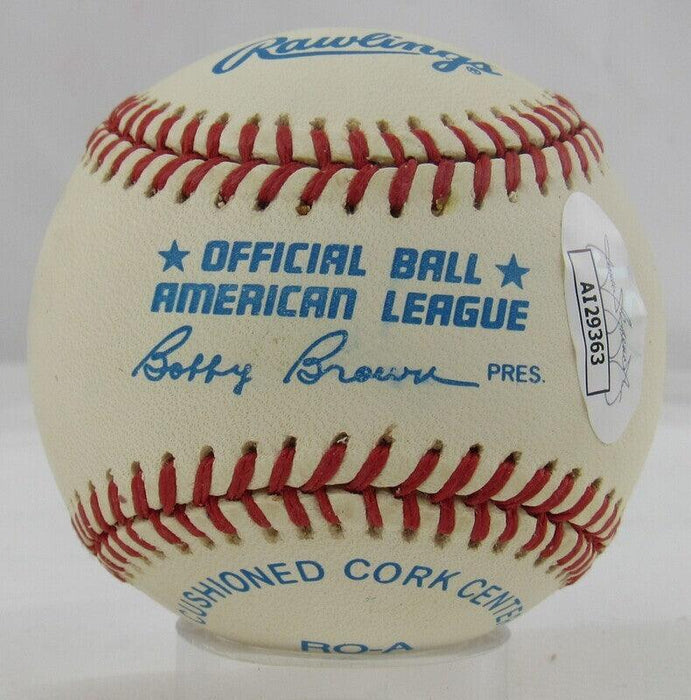 Rawlings®
★ OFFICIAL BALL ★
AMERICAN LEAGUE
Bobby Brown PRES.
AI29363
CUSHIONED CORK CENTER
RO-A